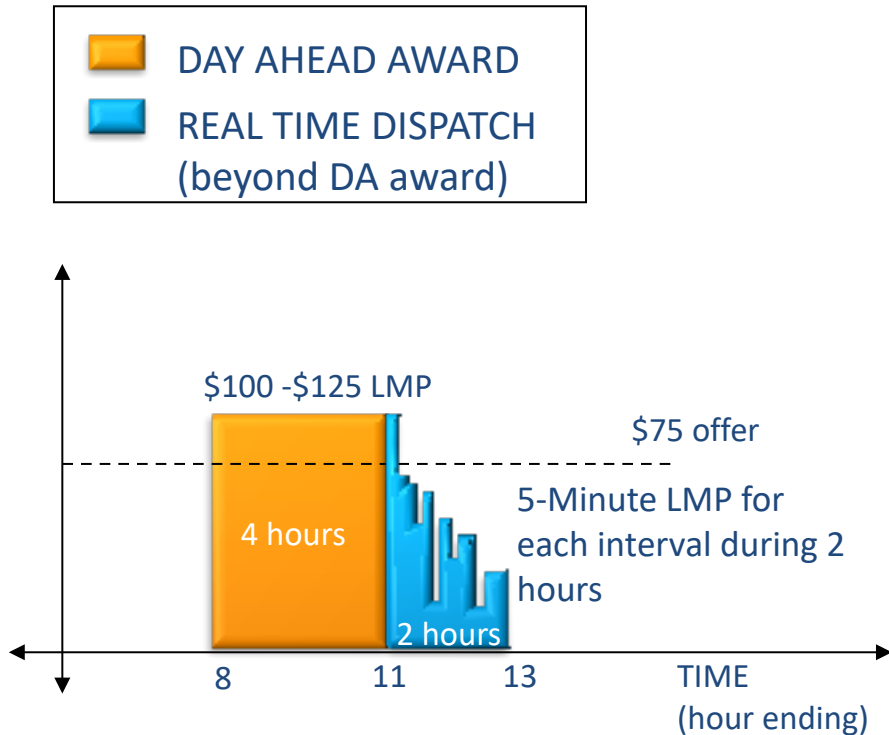 DAY AHEAD AWARD
REAL TIME DISPATCH
(beyond DA award)
$100 -$125 LMP
$75 offer
5-Minute LMP for
each interval during 2
hours
4 hours
2 hours
8
11
13
TIME
(hour ending)